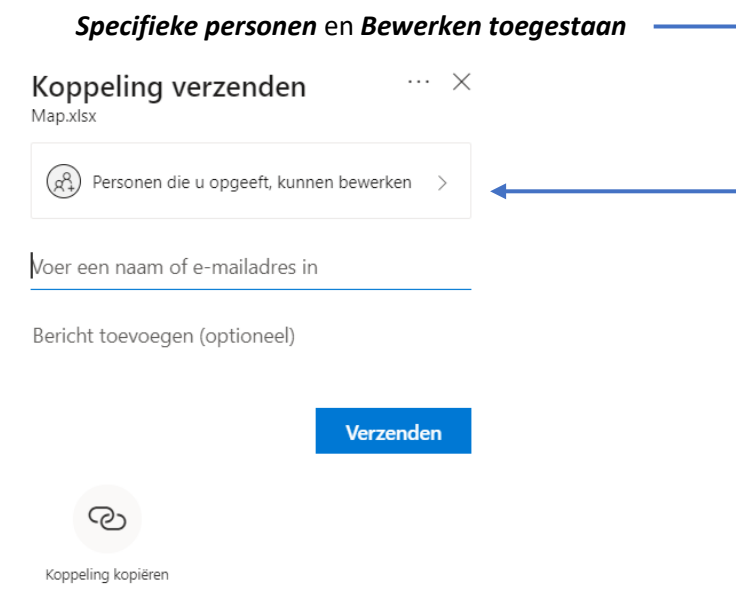 Specifieke personen en Bewerken toegestaan
Koppeling verzenden
Map.xlsx
Personen die u opgeeft, kunnen bewerken
Voer een naam of e-mailadres in
Bericht toevoegen (optioneel)
Verzenden
Koppeling kopiëren